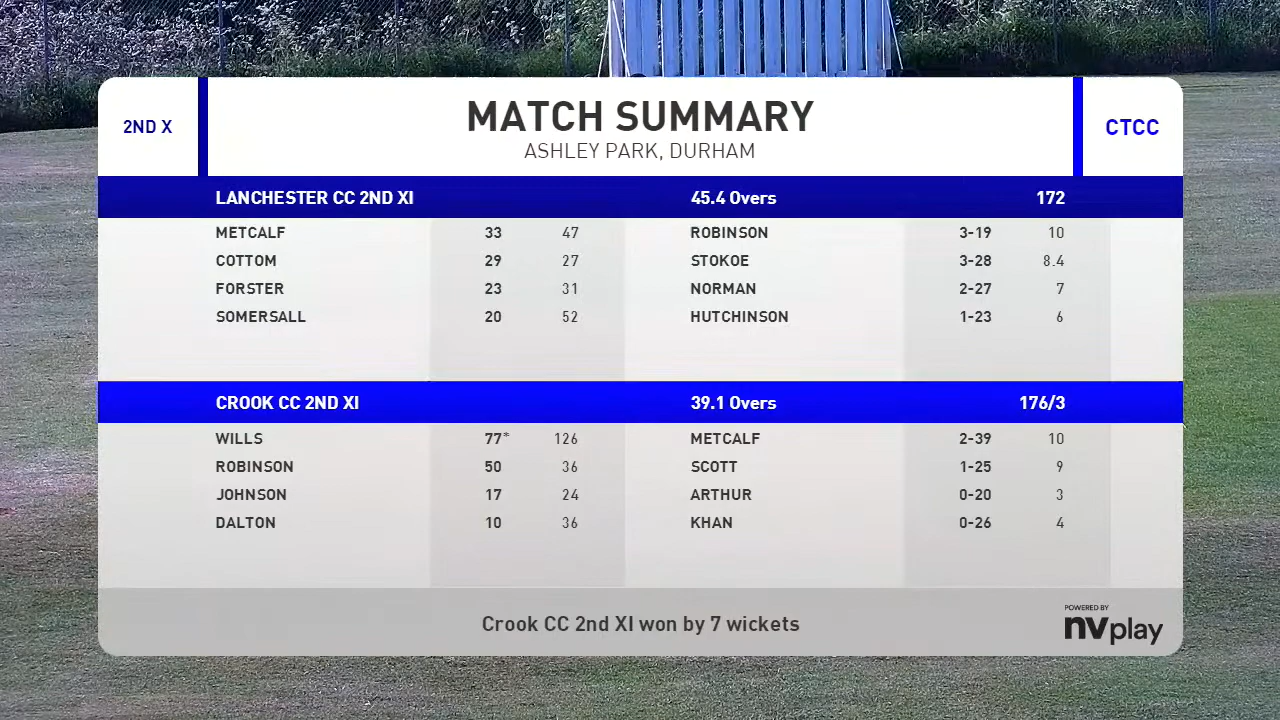 2ND X
MATCH SUMMARY
CTCC
ASHLEY PARK, DURHAM
LANCHESTER CC 2ND XI 45.4 Overs 172
METCALF 33 47 ROBINSON 3-19 10
COTTOM 29 27 STOKOE 3-28 8.4
FORSTER 23 31 NORMAN 2-27 7
SOMERSALL 20 52 HUTCHINSON 1-23 6
CROOK CC 2ND XI 39.1 Overs 176/3
WILLS 77* 126 METCALF 2-39 10
ROBINSON 50 36 SCOTT 1-25 9
JOHNSON 17 24 ARTHUR 0-20 3
DALTON 10 36 KHAN 0-26 4
Crook CC 2nd XI won by 7 wickets
POWERED BY
nvplay